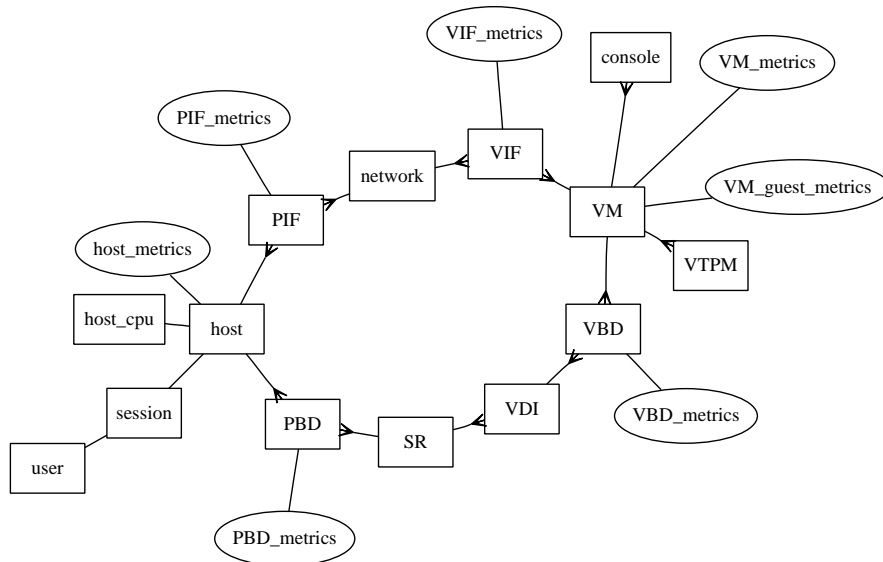 VIF_metrics
console
VM_metrics
PIF_metrics
VIF
network
VM_guest_metrics
VM
PIF
host_metrics
VTPM
host_cpu
host
VBD
session
VDI
VBD_metrics
PBD
SR
user
PBD_metrics